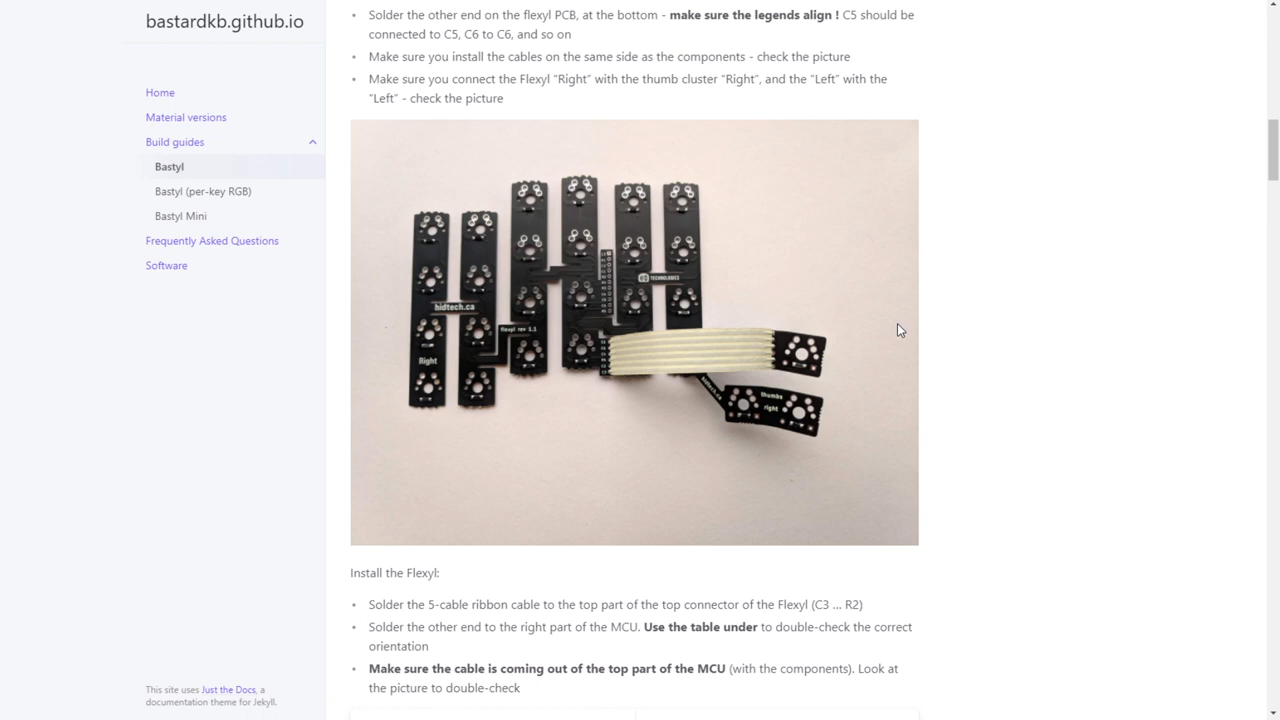 bastardkb.github.io
Home
Material versions
Build guides
Bastyl
Bastyl (per-key RGB)
Bastyl Mini
Frequently Asked Questions
Software
This site uses Just the Docs, a
documentation theme for Jekyll.
• Solder the other end on the flexyl PCB, at the bottom - make sure the legends align ! C5 should be
connected to C5, C6 to C6, and so on
• Make sure you install the cables on the same side as the components - check the picture
• Make sure you connect the Flexyl “Right” with the thumb cluster “Right”, and the “Left” with the
“Left” - check the picture
hidtech.ca
TECHNOLOGIES
flexyl rev 1.1
Right
hidtech.ca
thumbs
right
Install the Flexyl:
• Solder the 5-cable ribbon cable to the top part of the top connector of the Flexyl (C3 ... R2)
• Solder the other end to the right part of the MCU. Use the table under to double-check the correct
orientation
• Make sure the cable is coming out of the top part of the MCU (with the components). Look at
the picture to double-check